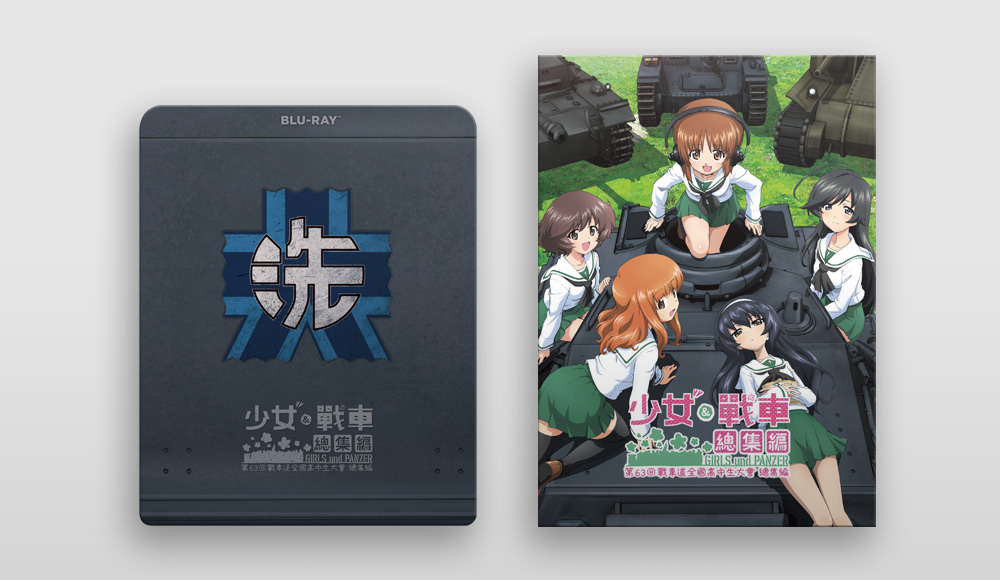 BLU-RAY™
洗
少女&戰車
總集編
GIRLS und PANZER
第63回戰車道全國高中生大會 總集編
少女&戰車
總集編
GIRLS und PANZER
第63回戰車道全國高中生大會 總集編